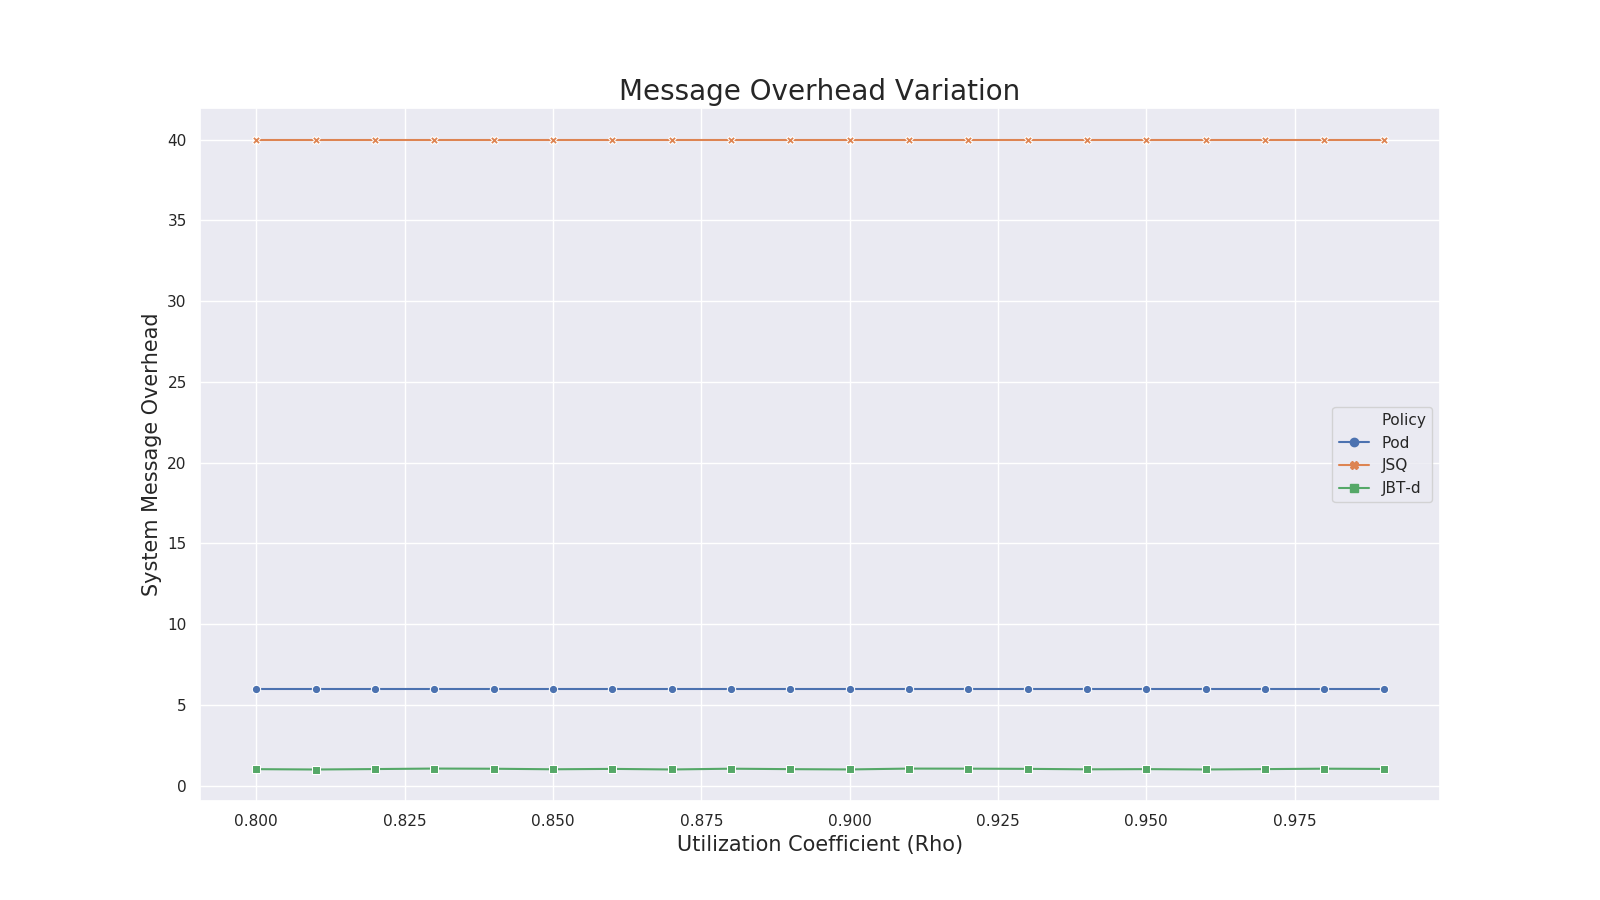 Message Overhead Variation
System Message Overhead
40
35
30
25
20
15
10
5
0
Policy
Pod
JSQ
JBT-d
0.800 0.825 0.850 0.875 0.900 0.925 0.950 0.975
Utilization Coefficient (Rho)